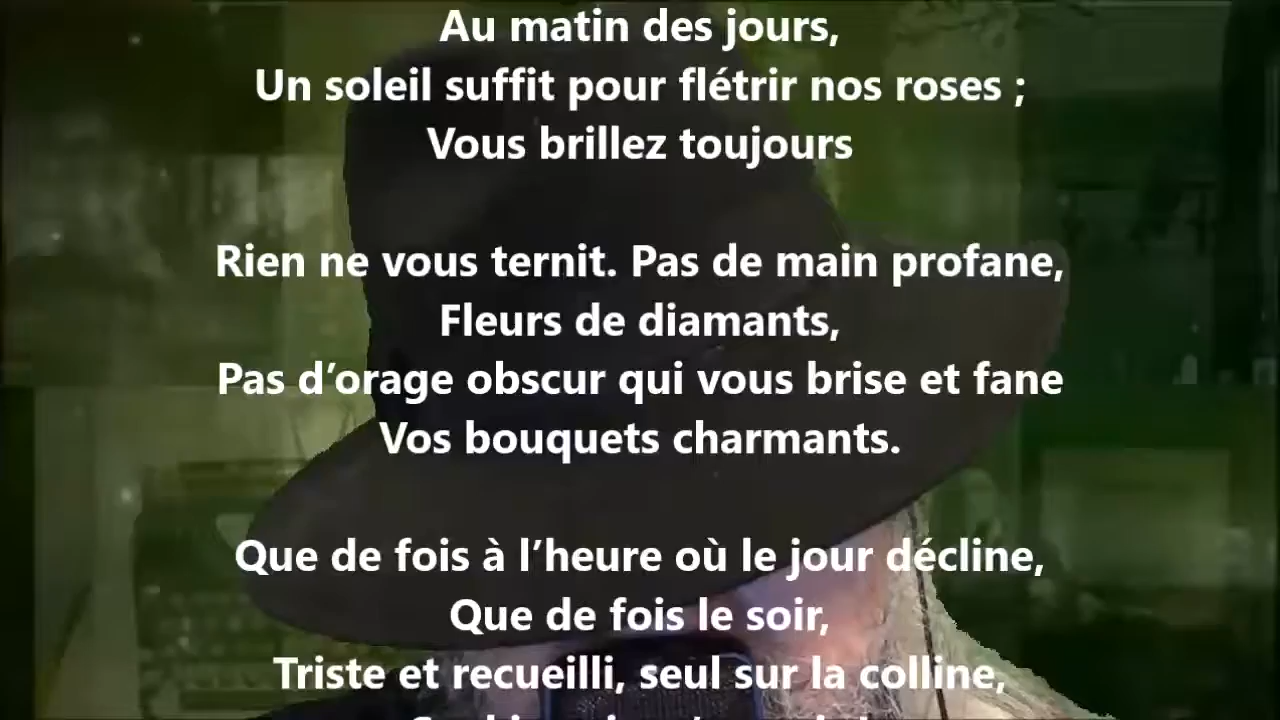 Au matin des jours,
Un soleil suffit pour flétrir nos roses ;
Vous brillez toujours
Rien ne vous ternit. Pas de main profane,
Fleurs de diamants,
Pas d’orage obscur qui vous brise et fane
Vos bouquets charmants.
Que de fois à l’heure où le jour décline,
Que de fois le soir,
Triste et recueilli, seul sur la colline,